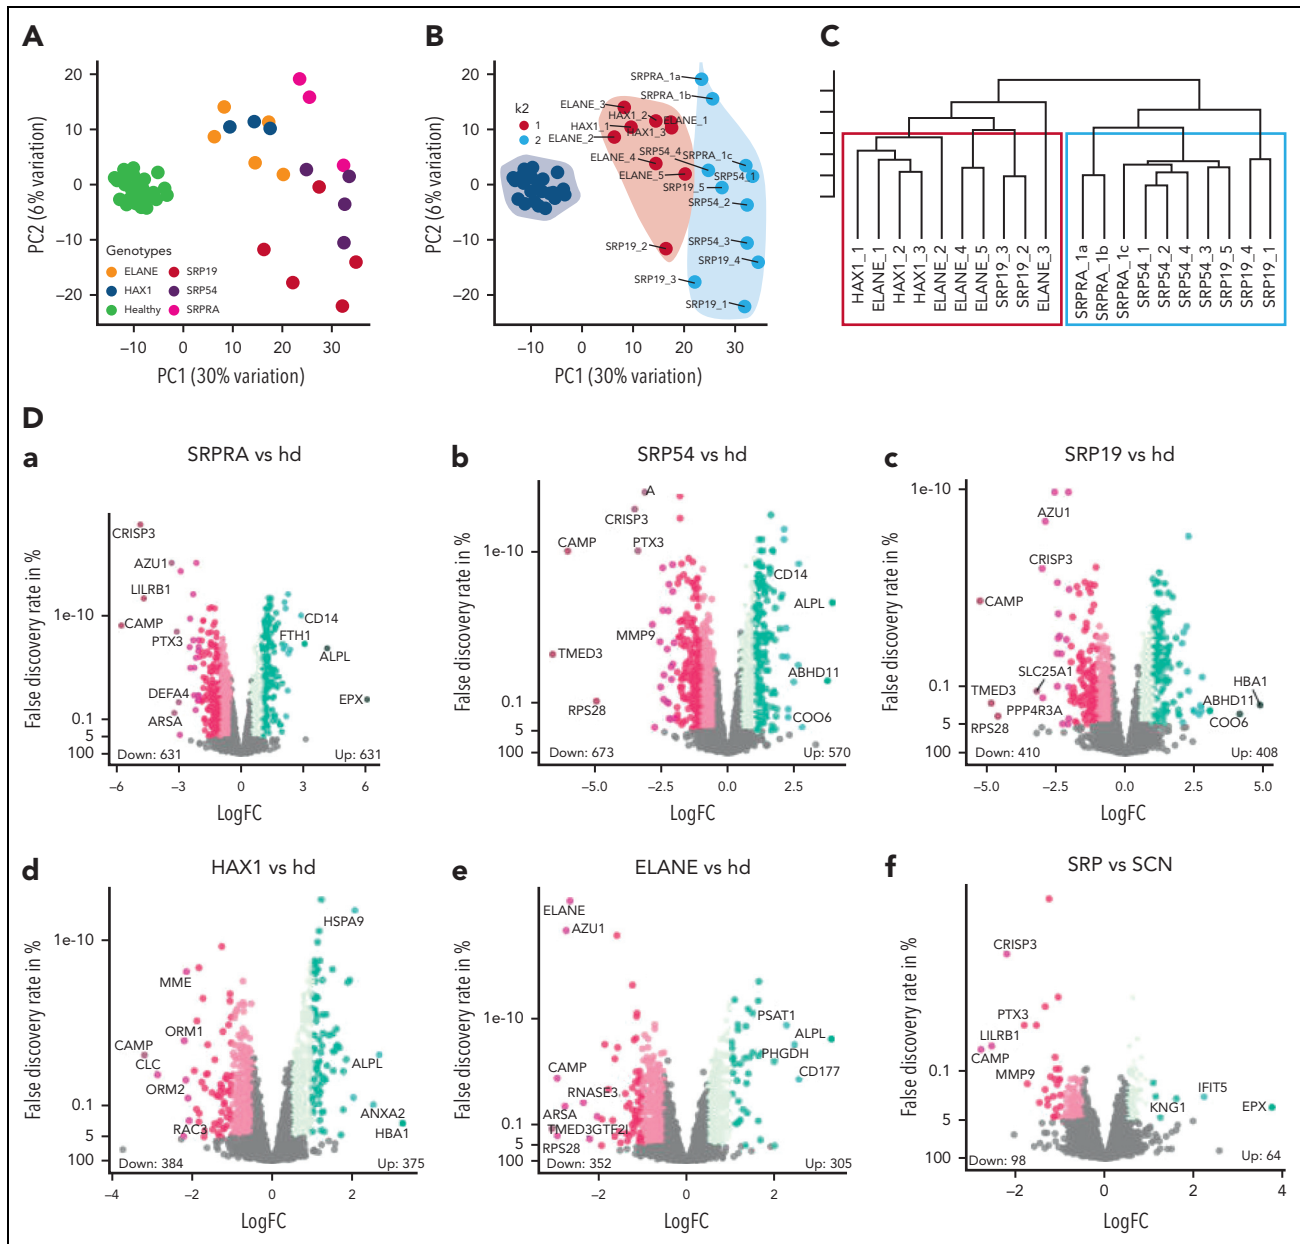 A
20
10
0
−10
−20
PC2 (6% variation)
Genotypes
ELANE
SRP19
HAX1
SRP54
Healthy
SRPRA
−10
0
10
20
30
PC1 (30% variation)
B
20
10
0
−10
−20
PC2 (6% variation)
k2
1
2
SRPRA_1a
SRPRA_1b
ELANE_3
HAX1_2
ELANE_1
HAX1_1
HAX1_3
ELANE_2
SRP54_4
SRPRA_1c
ELANE_4
SRP54_1
ELANE_5
SRP19_5
SRP54_2
SRP19_2
SRP54_3
SRP19_4
SRP19_3
SRP19_1
−10
0
10
20
30
PC1 (30% variation)
C
HAX1_1
ELANE_1
HAX1_2
HAX1_3
ELANE_2
ELANE_4
ELANE_5
SRP19_3
SRP19_2
ELANE_3
SRPRA_1a
SRPRA_1b
SRPRA_1c
SRP54_1
SRP54_2
SRP54_4
SRP54_3
SRP19_5
SRP19_4
SRP19_1
D
a
SRPRA vs hd
False discovery rate in %
1e-10
0.1
5
100
CRISP3
AZU1
LILRB1
CAMP
PTX3
CD14
FTH1
ALPL
DEFA4
EPX
ARSA
Down: 631
Up: 631
−6
−3
0
3
6
LogFC
b
SRP54 vs hd
False discovery rate in %
1e-10
0.1
5
100
A
CRISP3
CAMP
PTX3
CD14
ALPL
MMP9
TMED3
ABHD11
RPS28
COO6
Down: 673
Up: 570
−5.0
−2.5
0.0
2.5
LogFC
c
SRP19 vs hd
False discovery rate in %
1e-10
0.1
5
100
AZU1
CRISP3
CAMP
SLC25A1
HBA1
TMED3
ABHD11
PPP4R3A
COO6
RPS28
Down: 410
Up: 408
−5.0
−2.5
0.0
2.5
5.0
LogFC
d
HAX1 vs hd
False discovery rate in %
1e-10
0.1
5
100
HSPA9
MME
ORM1
CAMP
CLC
ALPL
ORM2
ANXA2
RAC3
HBA1
Down: 384
Up: 375
−4
−2
0
2
LogFC
e
ELANE vs hd
False discovery rate in %
1e-10
0.1
5
100
ELANE
AZU1
PSAT1
ALPL
PHGDH
CAMP
CD177
RNASE3
ARSA
TMED3GTF2I
RPS28
Down: 352
Up: 305
−2
0
2
LogFC
f
SRP vs SCN
False discovery rate in %
0.1
5
100
CRISP3
PTX3
LILRB1
CAMP
MMP9
IFIT5
KNG1
EPX
Down: 98
Up: 64
−2
0
2
4
LogFC